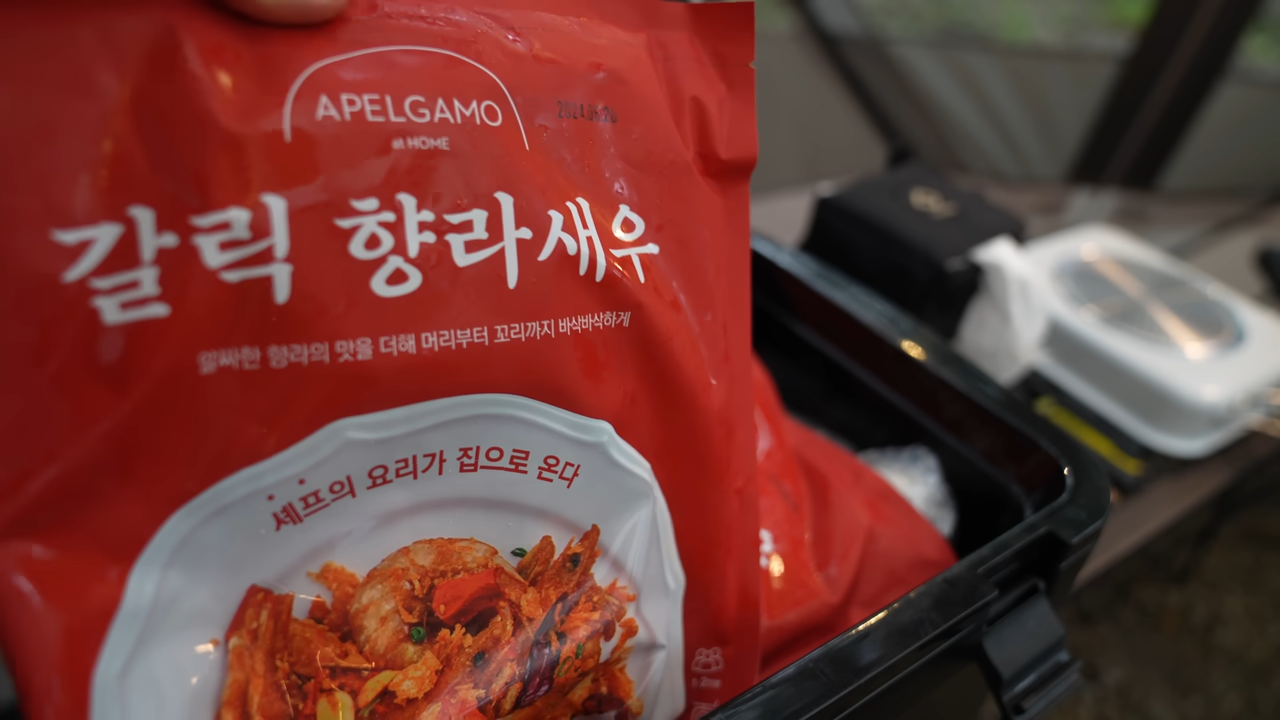 APELGAMO
at HOME
갈릭 향라새우
알싸한 향라의 맛을 더해 머리부터 꼬리까지 바삭바삭하게
셰프의 요리가 집으로 온다